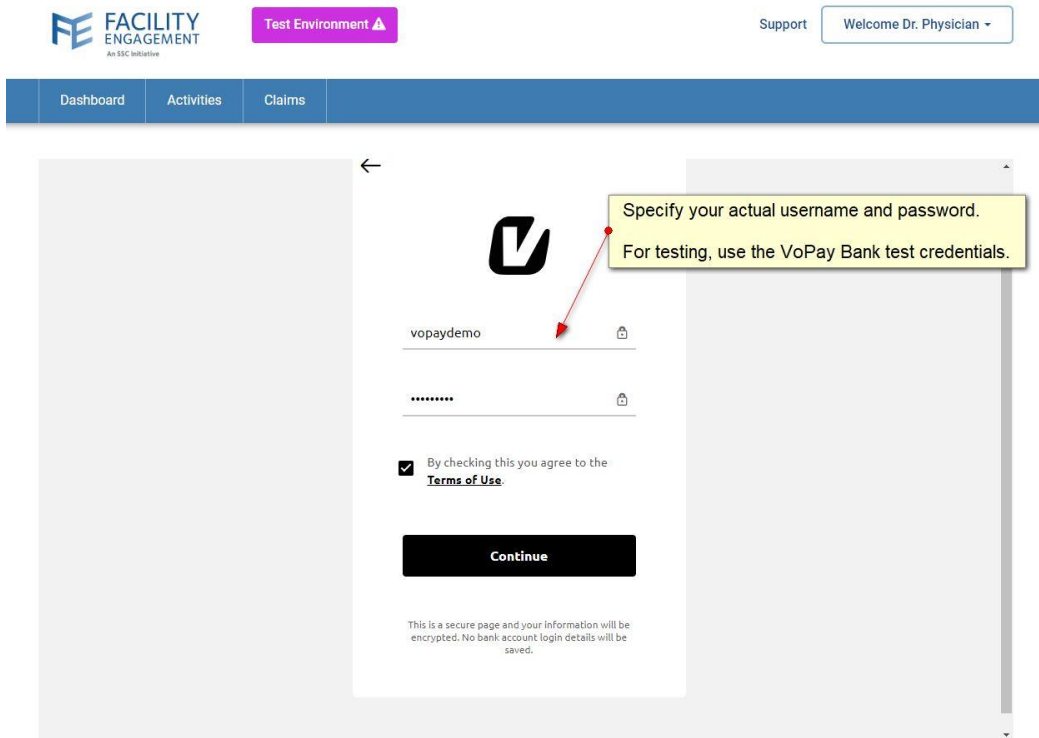 FACILITY
ENGAGEMENT
An SSC Initiative
Test Environment
Support
Welcome Dr. Physician
Dashboard
Activities
Claims
Specify your actual username and password.
For testing, use the VoPay Bank test credentials.
vopaydemo
•••••••••
By checking this you agree to the
Terms of Use.
Continue
This is a secure page and your information will be
encrypted. No bank account login details will be
saved.